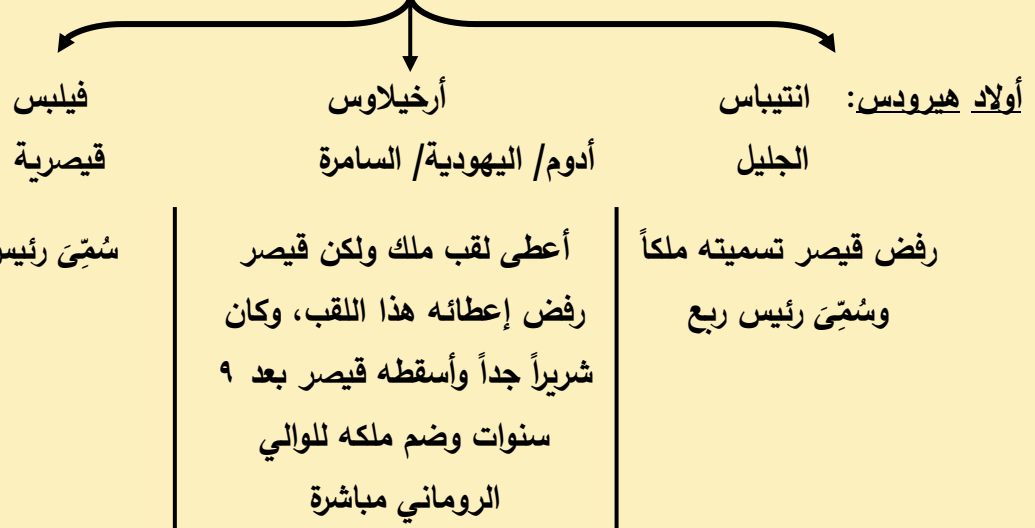 أولاد هيرودس: انتيباس أرخيلاوس فيلبس
الجليل أدوم/ اليهودية/ السامرة قيصرية
رفض قيصر تسميته ملكاً
وسُمِّىَ رئيس ربع
أعطى لقب ملك ولكن قيصر
رفض إعطائه هذا اللقب، وكان
شريراً جداً وأسقطه قيصر بعد ٩
سنوات وضم ملكه للوالي
الروماني مباشرة
سُمِّىَ